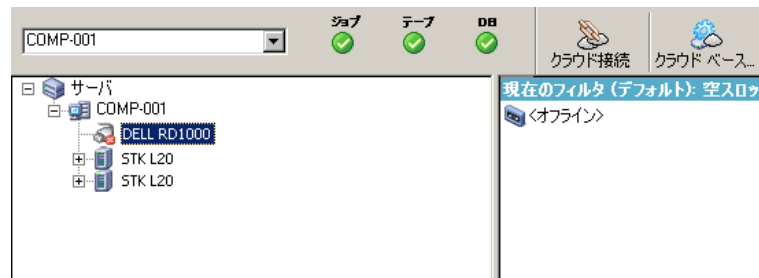 COMP-001
ジョブ テープ DB
クラウド接続 クラウド ベース...
サーバ
COMP-001
DELL RD1000
STK L20
STK L20
現在のフィルタ (デフォルト): 空スロッ
<オフライン>